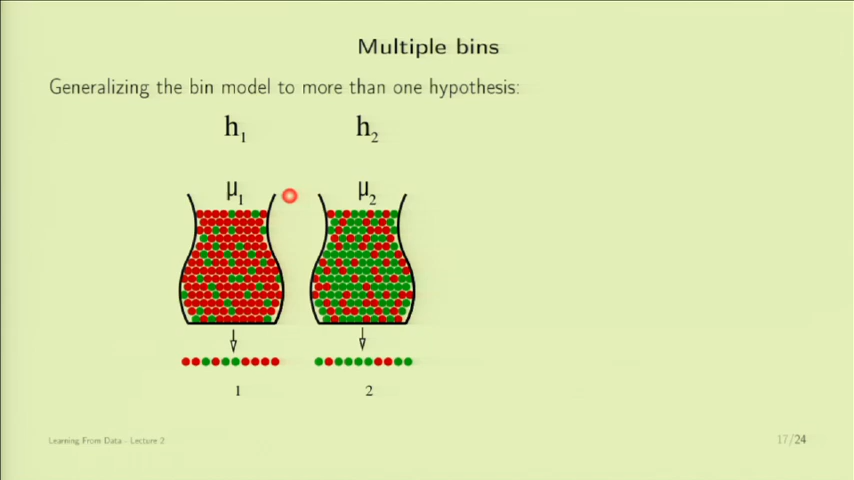 Multiple bins
Generalizing the bin model to more than one hypothesis:
h1 h2
μ1 μ2
1 2
Learning From Data - Lecture 2
17/24